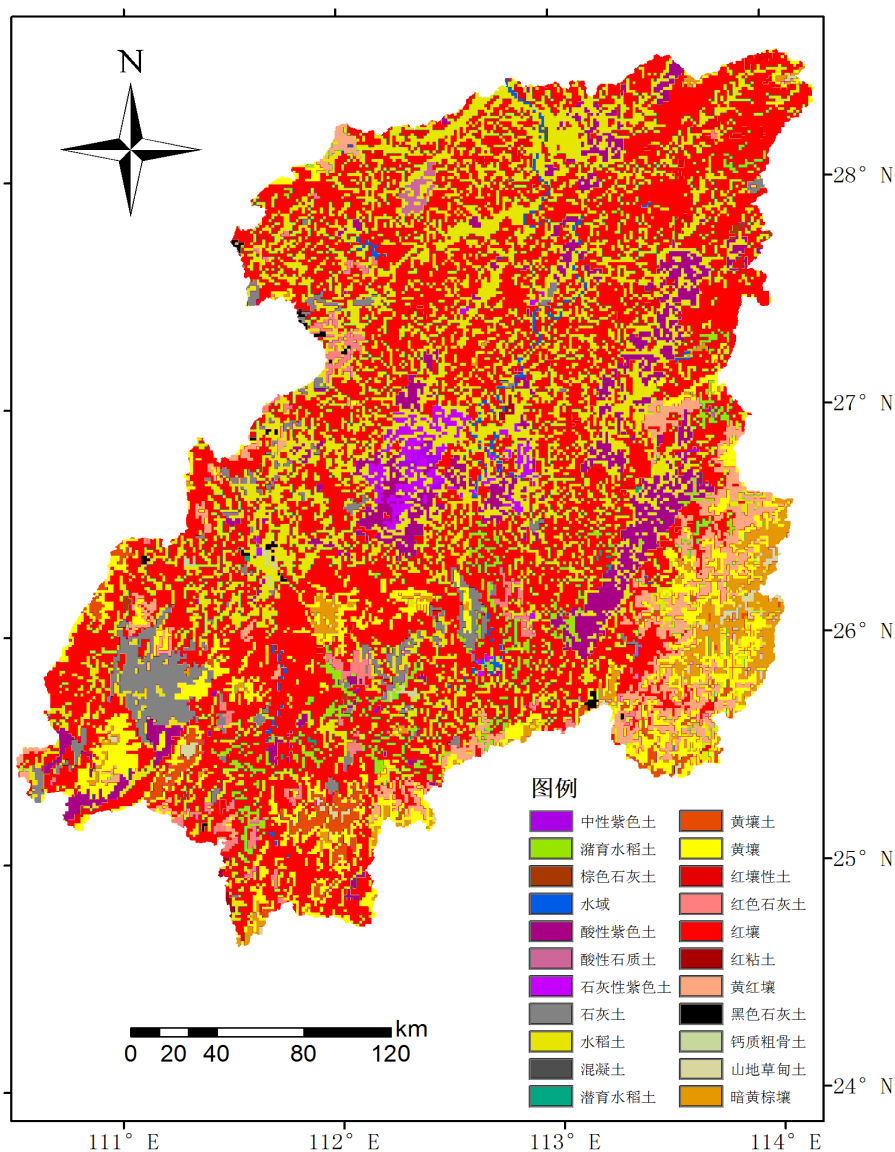 N
28° N
27° N
26° N
25° N
24° N
图例
中性紫色土
黄壤土
潴育水稻土
黄壤
棕色石灰土
红壤性土
水域
红色石灰土
酸性紫色土
红壤
酸性石质土
红粘土
石灰性紫色土
黄红壤
石灰土
黑色石灰土
水稻土
钙质粗骨土
混凝土
山地草甸土
潜育水稻土
暗黄棕壤
km
0 20 40 80 120
111° E 112° E 113° E 114° E